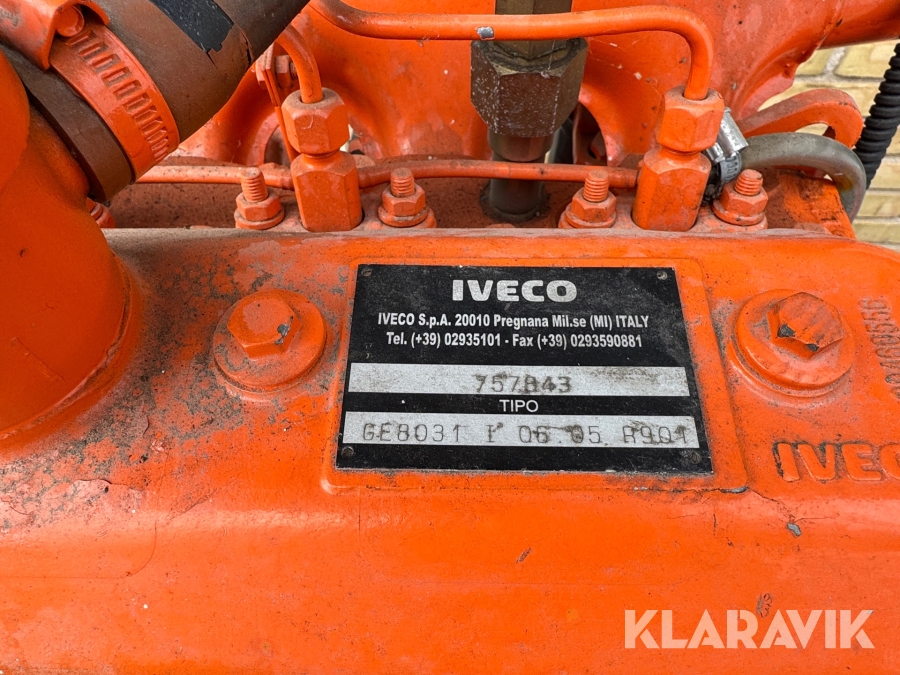 IVECO
IVECO S.p.A. 20010 Pregnana Mil.se (MI) ITALY
Tel. (+39) 02935101 - Fax (+39) 0293590881
757843
TIPO
GE8031 I 06 05 R901
IVECO
KLARAVIK